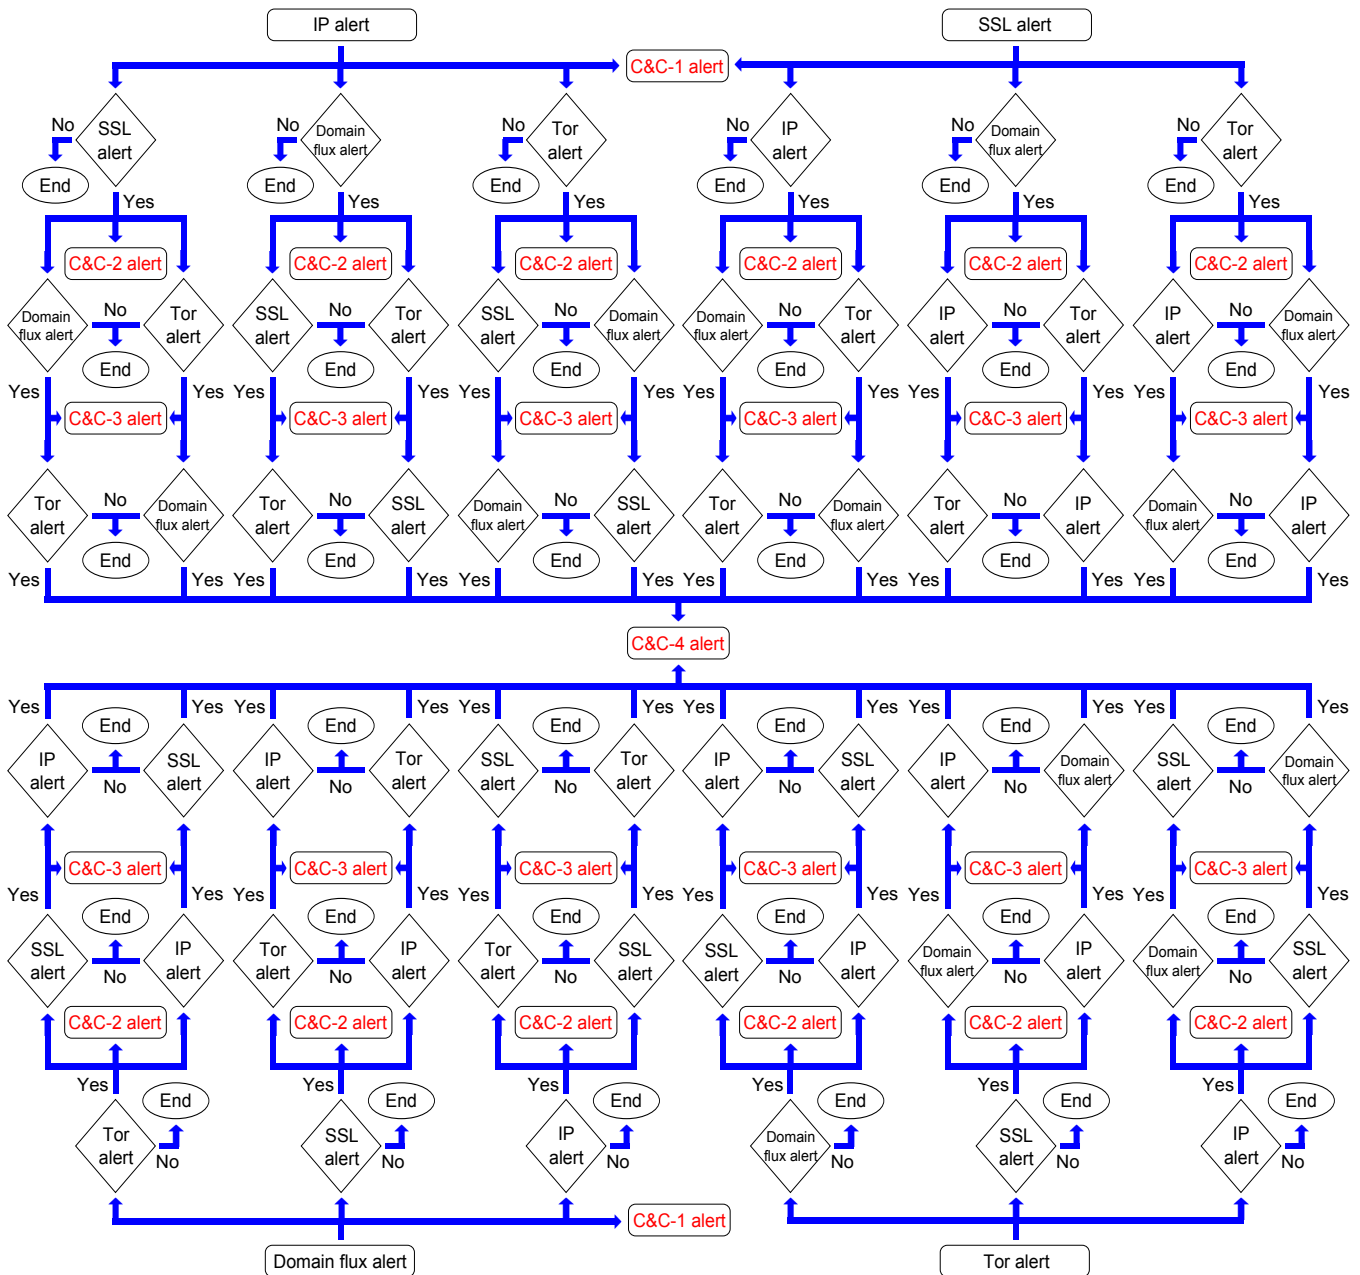 IP alert
SSL alert
C&C-1 alert
No
SSL
alert
No
Domain
flux alert
No
Tor
alert
No
IP
alert
No
Domain
flux alert
No
Tor
alert
End
End
End
End
End
End
Yes
Yes
Yes
Yes
Yes
Yes
C&C-2 alert
C&C-2 alert
C&C-2 alert
C&C-2 alert
C&C-2 alert
C&C-2 alert
Domain
flux alert
No
Tor
alert
SSL
alert
No
Tor
alert
SSL
alert
No
Domain
flux alert
Domain
flux alert
No
Tor
alert
IP
alert
No
Tor
alert
IP
alert
No
Domain
flux alert
End
End
End
End
End
End
Yes
Yes
Yes
Yes
Yes
Yes
Yes
Yes
Yes
Yes
Yes
Yes
C&C-3 alert
C&C-3 alert
C&C-3 alert
C&C-3 alert
C&C-3 alert
C&C-3 alert
Tor
alert
No
Domain
flux alert
Tor
alert
No
SSL
alert
Domain
flux alert
No
SSL
alert
Tor
alert
No
Domain
flux alert
Tor
alert
No
IP
alert
Domain
flux alert
No
IP
alert
End
End
End
End
End
End
Yes
Yes
Yes
Yes
Yes
Yes
Yes
Yes
Yes
Yes
Yes
Yes
C&C-4 alert
Yes
Yes
Yes
Yes
Yes
Yes
Yes
Yes
Yes
Yes
Yes
Yes
End
End
End
End
End
End
IP
alert
No
SSL
alert
IP
alert
No
Tor
alert
SSL
alert
No
Tor
alert
IP
alert
No
SSL
alert
IP
alert
No
Domain
flux alert
SSL
alert
No
Domain
flux alert
C&C-3 alert
C&C-3 alert
C&C-3 alert
C&C-3 alert
C&C-3 alert
C&C-3 alert
Yes
Yes
Yes
Yes
Yes
Yes
Yes
Yes
Yes
Yes
Yes
Yes
End
End
End
End
End
End
SSL
alert
No
IP
alert
Tor
alert
No
IP
alert
Tor
alert
No
SSL
alert
SSL
alert
No
IP
alert
Domain
flux alert
No
IP
alert
Domain
flux alert
No
SSL
alert
C&C-2 alert
C&C-2 alert
C&C-2 alert
C&C-2 alert
C&C-2 alert
C&C-2 alert
Yes
Yes
Yes
Yes
Yes
Yes
End
End
End
End
End
End
Tor
alert
No
SSL
alert
No
IP
alert
No
Domain
flux alert
No
SSL
alert
No
IP
alert
No
C&C-1 alert
Domain flux alert
Tor alert